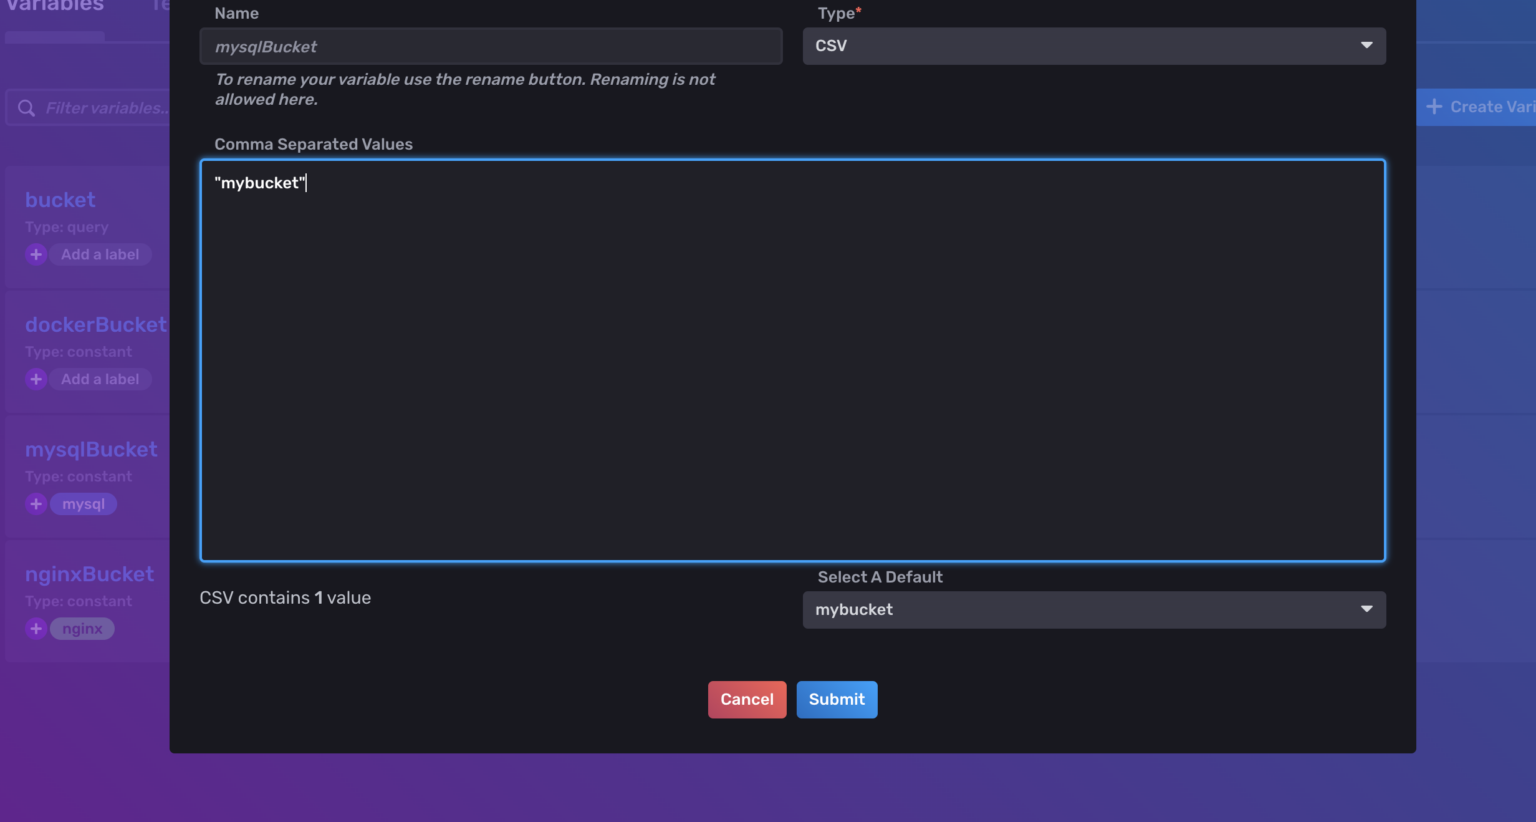 Variables
Name
Type*
mysqlBucket
CSV
To rename your variable use the rename button. Renaming is not
allowed here.
Filter variables..
+ Create Vari
Comma Separated Values
"mybucket"
bucket
Type: query
+ Add a label
dockerBucket
Type: constant
+ Add a label
mysqlBucket
Type: constant
+ mysql
nginxBucket
Type: constant
+ nginx
CSV contains 1 value
Select A Default
mybucket
Cancel
Submit